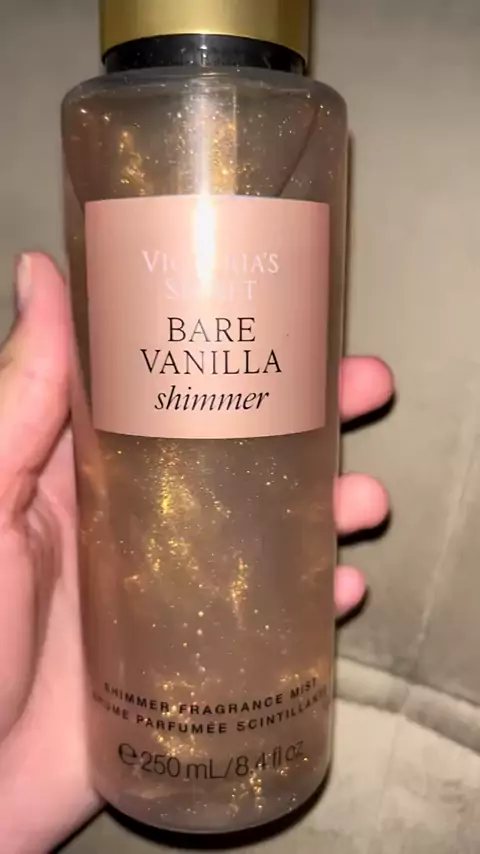 VICTORIA'S
SECRET
BARE
VANILLA
shimmer
SHIMMER FRAGRANCE MIST
BRUME PARFUMÉE SCINTILLANTE
℮ 250 mL/8.4 fl oz